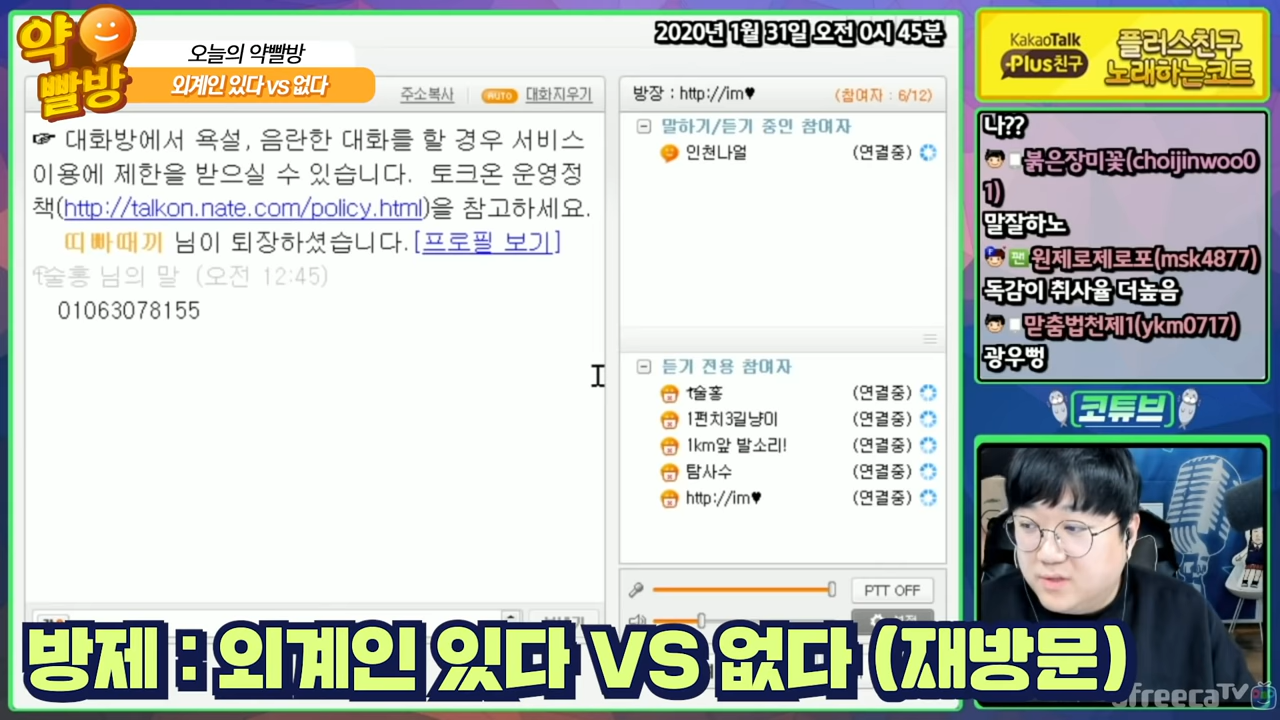 약빨방
오늘의 약빨방
외계인 있다 vs 없다
2020년 1월 31일 오전 0시 45분
주소복사
AUTO
대화지우기
방장 : http://im♥
(참여자 : 6/12)
☞ 대화방에서 욕설, 음란한 대화를 할 경우 서비스
이용에 제한을 받으실 수 있습니다. 토크온 운영정
책(http://talkon.nate.com/policy.html)을 참고하세요.
띠빠때끼 님이 퇴장하셨습니다.[프로필 보기]
༒술홍 님의 말 (오전 12:45)
01063078155
말하기/듣기 중인 참여자
인천나얼 (연결중)
듣기 전용 참여자
술홍 (연결중)
1펀치3길냥이 (연결중)
1km앞 발소리! (연결중)
탐사수 (연결중)
http://im♥ (연결중)
PTT OFF
방제 : 외계인 있다 VS 없다 (재방문)
KakaoTalk
Plus친구
플러스친구
노래하는코트
나??
붉은장미꽃(choijinwoo0
1)
말잘하노
팬 원제로제로포(msk4877)
독감이 취사율 더높음
맏춤법천제1(ykm0717)
광우뻥
코튜브
freecaTV